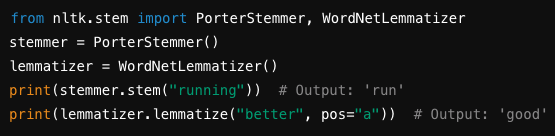 from nltk.stem import PorterStemmer, WordNetLemmatizer
stemmer = PorterStemmer()
lemmatizer = WordNetLemmatizer()
print(stemmer.stem("running"))  # Output: 'run'
print(lemmatizer.lemmatize("better", pos="a"))  # Output: 'good'